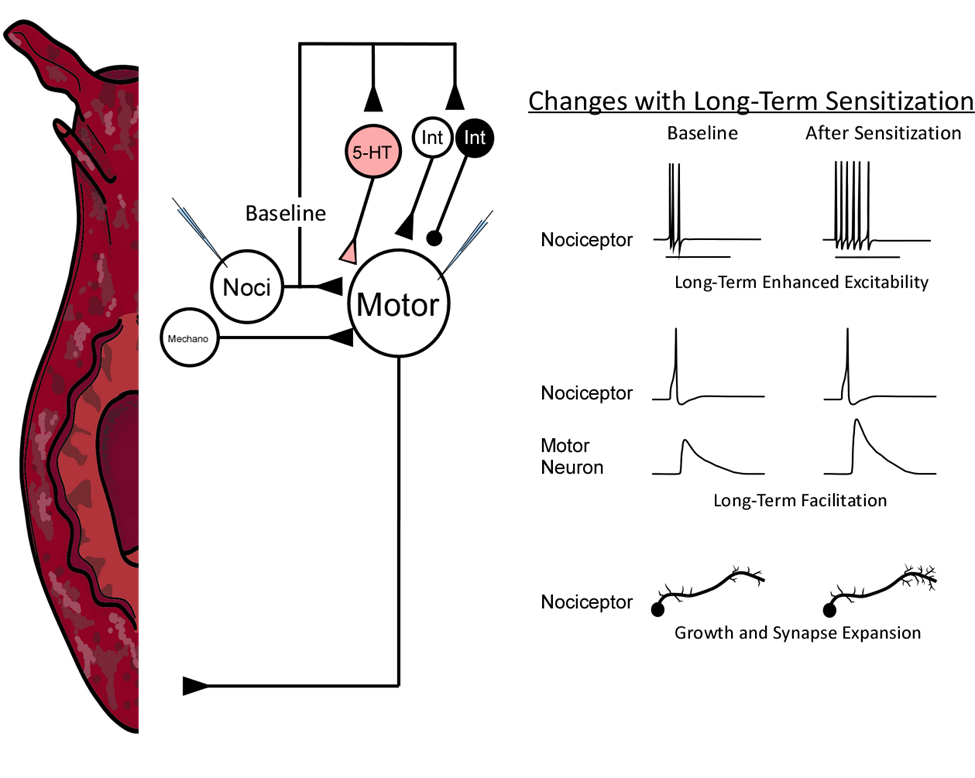 Changes with Long-Term Sensitization
Baseline
After Sensitization
Int
Int
5-HT
Baseline
Noci
Motor
Mechano
Nociceptor
Long-Term Enhanced Excitability
Nociceptor
Motor
Neuron
Long-Term Facilitation
Nociceptor
Growth and Synapse Expansion